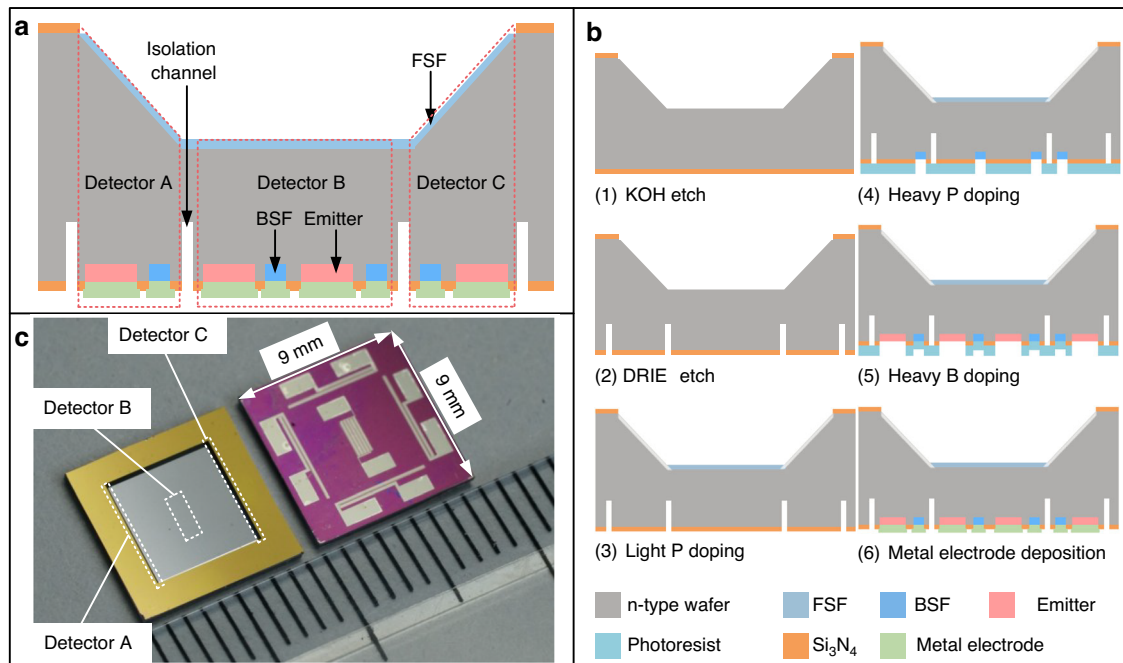 a
Isolation
channel
FSF
Detector A
Detector B
Detector C
BSF
Emitter
c
Detector C
Detector B
Detector A
9 mm
9 mm
b
(1) KOH etch
(2) DRIE etch
(3) Light P doping
(4) Heavy P doping
(5) Heavy B doping
(6) Metal electrode deposition
n-type wafer
FSF
BSF
Emitter
Photoresist
Si₃N₄
Metal electrode